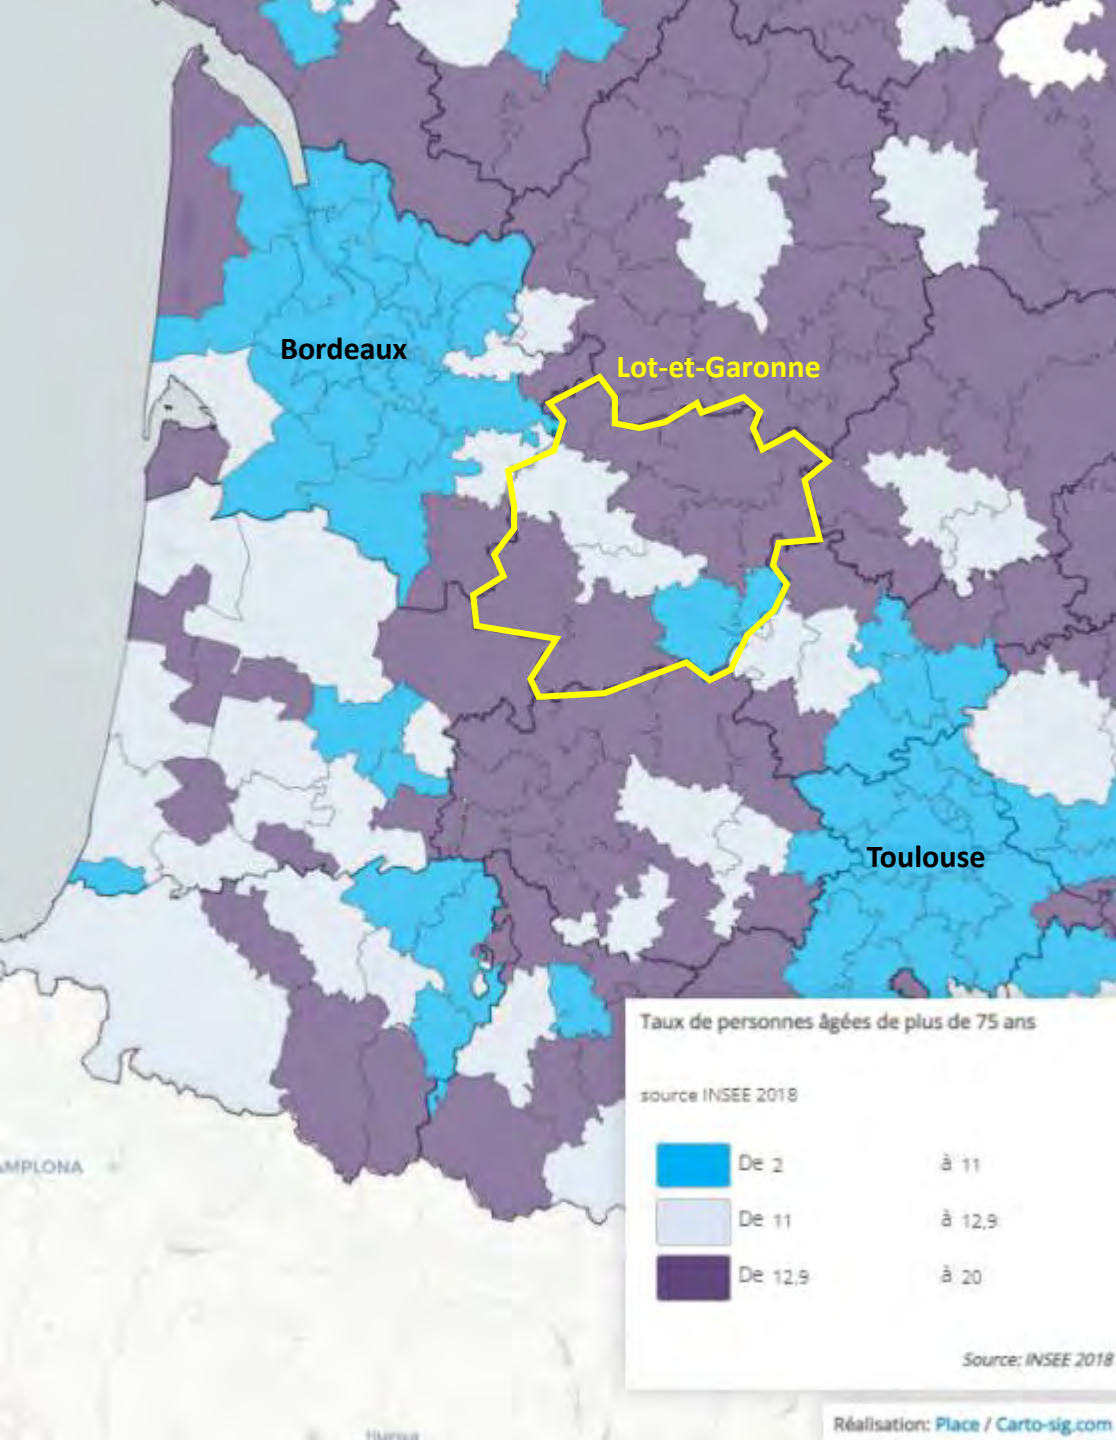 Bordeaux
Lot-et-Garonne
Toulouse
Taux de personnes âgées de plus de 75 ans
source INSEE 2018
De 2 à 11
De 11 à 12,9
De 12,9 à 20
Source: INSEE 2018
AMPLONA
Réalisation: Place / Carto-sig.com